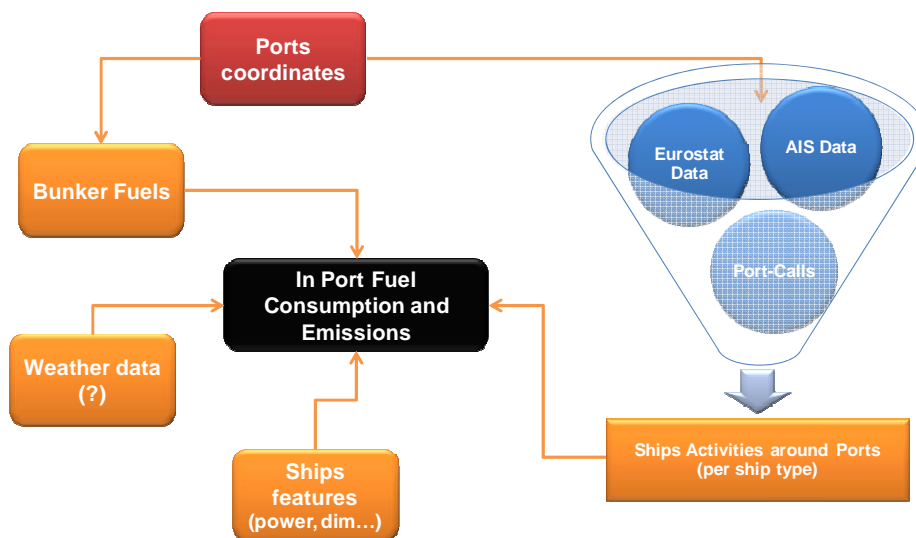 Ports
coordinates
Eurostat
Data
AIS Data
Bunker Fuels
Port-Calls
In Port Fuel
Consumption and
Emissions
Weather data
(?)
Ships Activities around Ports
(per ship type)
Ships
features
(power, dim…)